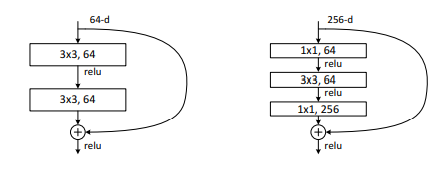 64-d
3x3, 64
relu
3x3, 64
+
relu
256-d
1x1, 64
relu
3x3, 64
relu
1x1, 256
+
relu